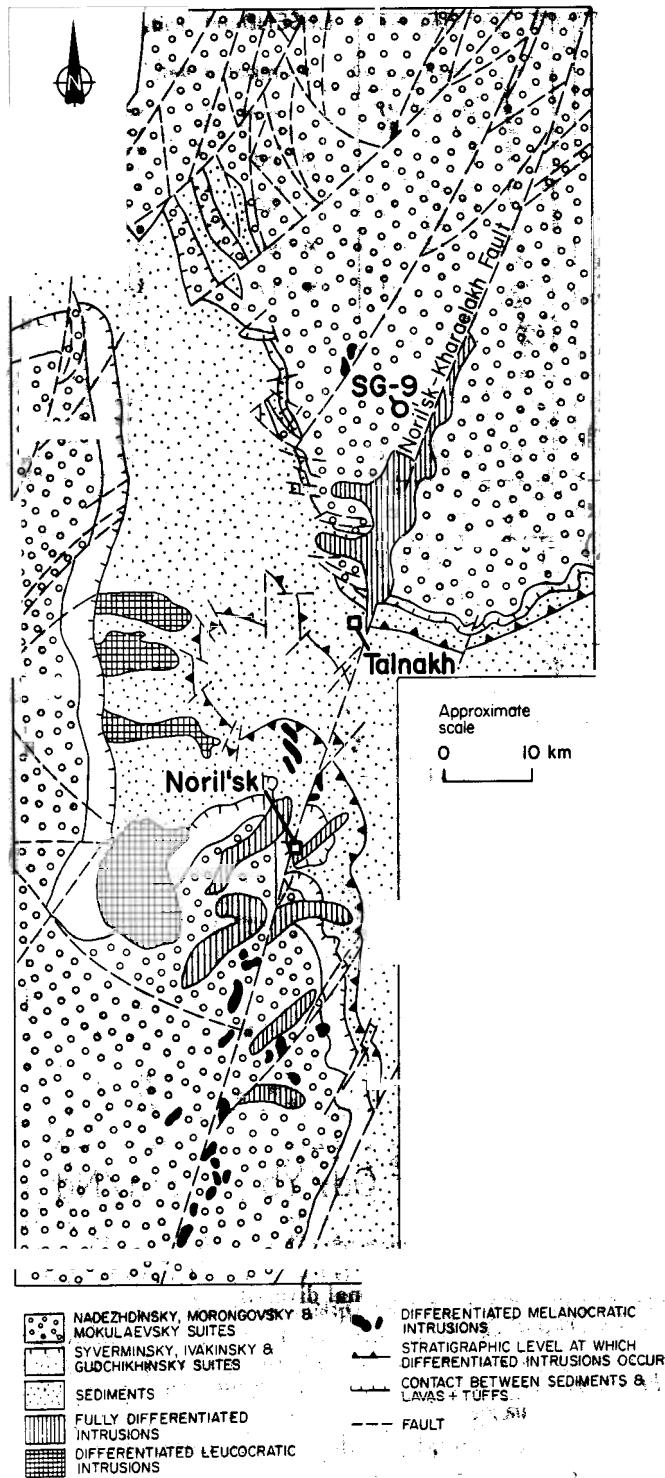 N
SG-9
Noril'sk-Kharaelakh Fault
Talnakh
Approximate
scale
0 10 km
Noril'sk
NADEZHDINSKY, MORONGOVSKY &
MOKULAEVSKY SUITES
SYVERMINSKY, IVAKINSKY &
GUDCHIKHINSKY SUITES
SEDIMENTS
FULLY DIFFERENTIATED
INTRUSIONS
DIFFERENTIATED LEUCOCRATIC
INTRUSIONS
DIFFERENTIATED MELANOCRATIC
INTRUSIONS
STRATIGRAPHIC LEVEL AT WHICH
DIFFERENTIATED INTRUSIONS OCCUR
CONTACT BETWEEN SEDIMENTS &
LAVAS + TUFFS
FAULT